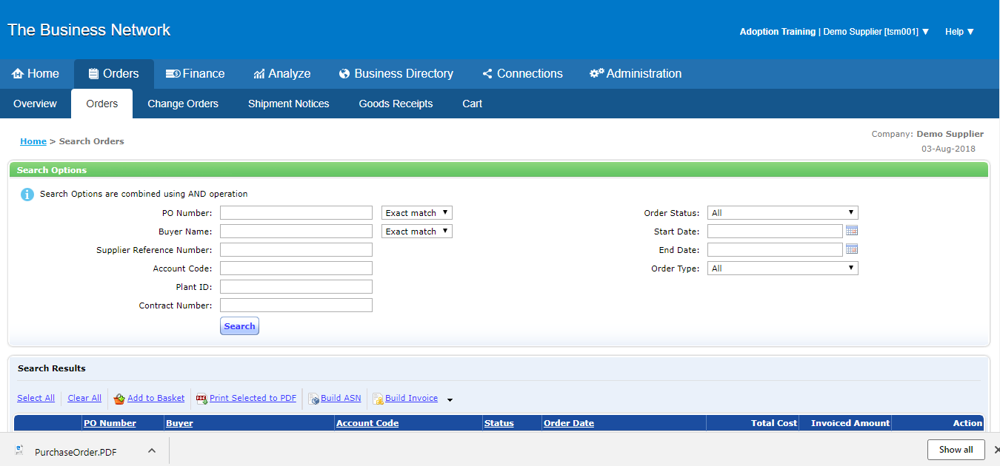 The Business Network
Adoption Training | Demo Supplier [tsm001] ▼ Help ▼
Home Orders Finance Analyze Business Directory Connections Administration
Overview Orders Change Orders Shipment Notices Goods Receipts Cart
Home > Search Orders
Company: Demo Supplier
03-Aug-2018
Search Options
Search Options are combined using AND operation
PO Number: Exact match ▼ Order Status: All ▼
Buyer Name: Exact match ▼ Start Date:
Supplier Reference Number: End Date:
Account Code: Order Type: All ▼
Plant ID:
Contract Number:
Search
Search Results
Select All Clear All Add to Basket Print Selected to PDF Build ASN Build Invoice
PO Number Buyer Account Code Status Order Date Total Cost Invoiced Amount Action
PurchaseOrder.PDF Show all